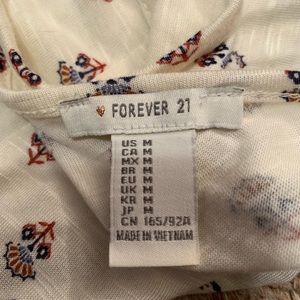 FOREVER 21
US M
CA M
MX M
BR M
EU M
UK M
KR M
JP M
CN 165/92A
MADE IN VIETNAM